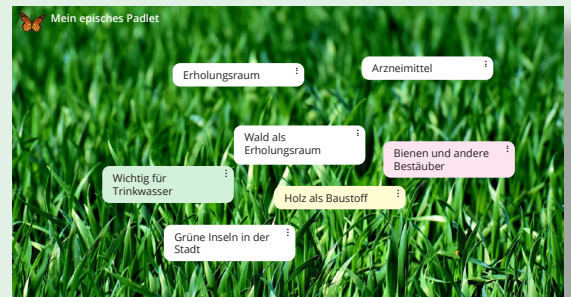 Mein episches Padlet
Arzneimittel
Erholungsraum
Wald als
Erholungsraum
Bienen und andere
Bestäuber
Wichtig für
Trinkwasser
Holz als Baustoff
Grüne Inseln in der
Stadt